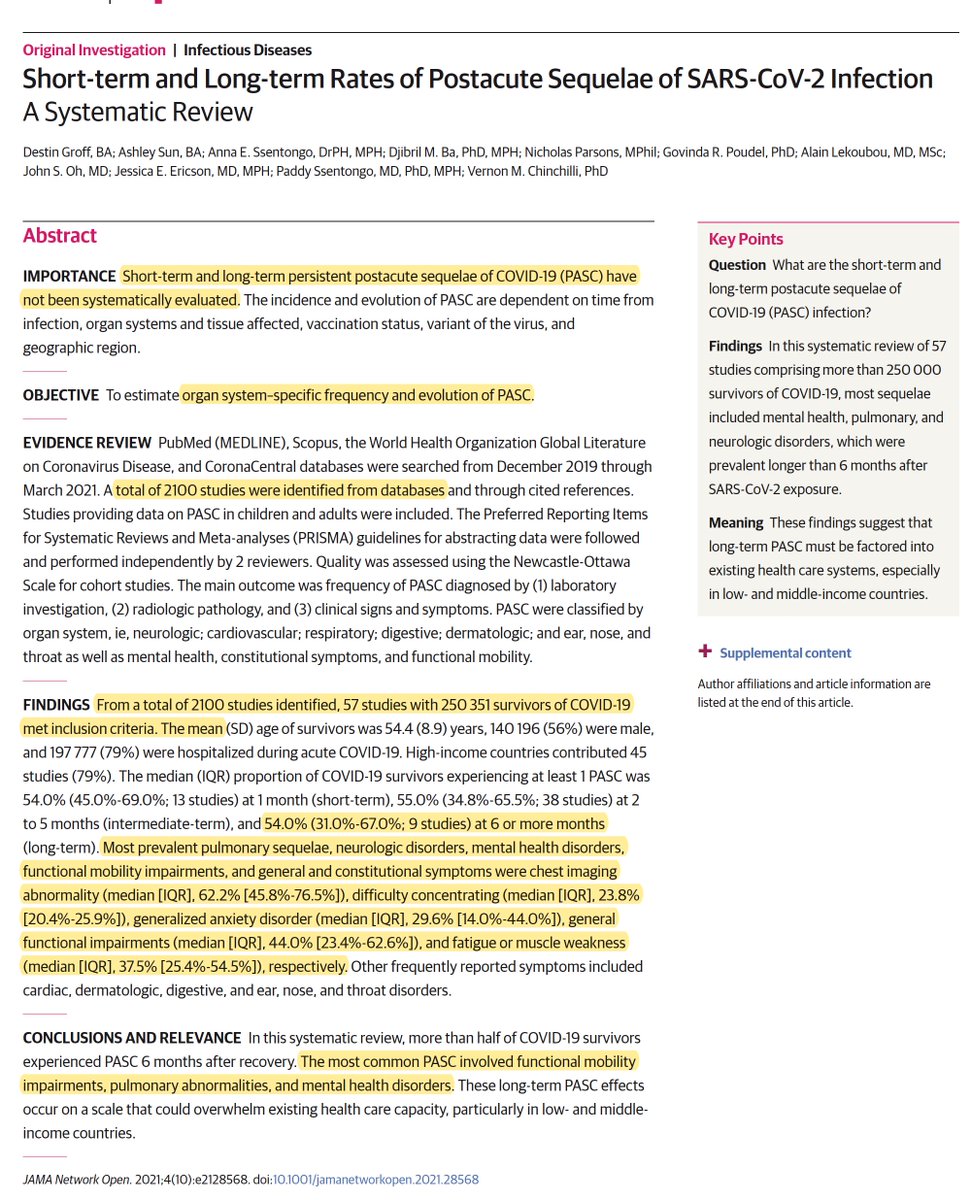 Original Investigation | Infectious Diseases
Short-term and Long-term Rates of Postacute Sequelae of SARS-CoV-2 Infection
A Systematic Review
Destin Groff, BA; Ashley Sun, BA; Anna E. Ssentongo, DrPH, MPH; Djibril M. Ba, PhD, MPH; Nicholas Parsons, MPhil; Govinda R. Poudel, PhD; Alain Lekoubou, MD, MSc;
John S. Oh, MD; Jessica E. Ericson, MD, MPH; Paddy Ssentongo, MD, PhD, MPH; Vernon M. Chinchilli, PhD
Abstract
IMPORTANCE Short-term and long-term persistent postacute sequelae of COVID-19 (PASC) have
not been systematically evaluated. The incidence and evolution of PASC are dependent on time from
infection, organ systems and tissue affected, vaccination status, variant of the virus, and
geographic region.
OBJECTIVE To estimate organ system–specific frequency and evolution of PASC.
EVIDENCE REVIEW PubMed (MEDLINE), Scopus, the World Health Organization Global Literature
on Coronavirus Disease, and CoronaCentral databases were searched from December 2019 through
March 2021. A total of 2100 studies were identified from databases and through cited references.
Studies providing data on PASC in children and adults were included. The Preferred Reporting Items
for Systematic Reviews and Meta-analyses (PRISMA) guidelines for abstracting data were followed
and performed independently by 2 reviewers. Quality was assessed using the Newcastle-Ottawa
Scale for cohort studies. The main outcome was frequency of PASC diagnosed by (1) laboratory
investigation, (2) radiologic pathology, and (3) clinical signs and symptoms. PASC were classified by
organ system, ie, neurologic; cardiovascular; respiratory; digestive; dermatologic; and ear, nose, and
throat as well as mental health, constitutional symptoms, and functional mobility.
FINDINGS From a total of 2100 studies identified, 57 studies with 250 351 survivors of COVID-19
met inclusion criteria. The mean (SD) age of survivors was 54.4 (8.9) years, 140 196 (56%) were male,
and 197 777 (79%) were hospitalized during acute COVID-19. High-income countries contributed 45
studies (79%). The median (IQR) proportion of COVID-19 survivors experiencing at least 1 PASC was
54.0% (45.0%-69.0%; 13 studies) at 1 month (short-term), 55.0% (34.8%-65.5%; 38 studies) at 2
to 5 months (intermediate-term), and 54.0% (31.0%-67.0%; 9 studies) at 6 or more months
(long-term). Most prevalent pulmonary sequelae, neurologic disorders, mental health disorders,
functional mobility impairments, and general and constitutional symptoms were chest imaging
abnormality (median [IQR], 62.2% [45.8%-76.5%]), difficulty concentrating (median [IQR], 23.8%
[20.4%-25.9%]), generalized anxiety disorder (median [IQR], 29.6% [14.0%-44.0%]), general
functional impairments (median [IQR], 44.0% [23.4%-62.6%]), and fatigue or muscle weakness
(median [IQR], 37.5% [25.4%-54.5%]), respectively. Other frequently reported symptoms included
cardiac, dermatologic, digestive, and ear, nose, and throat disorders.
CONCLUSIONS AND RELEVANCE In this systematic review, more than half of COVID-19 survivors
experienced PASC 6 months after recovery. The most common PASC involved functional mobility
impairments, pulmonary abnormalities, and mental health disorders. These long-term PASC effects
occur on a scale that could overwhelm existing health care capacity, particularly in low- and middle-
income countries.
JAMA Network Open. 2021;4(10):e2128568. doi:10.1001/jamanetworkopen.2021.28568
Key Points
Question What are the short-term and
long-term postacute sequelae of
COVID-19 (PASC) infection?
Findings In this systematic review of 57
studies comprising more than 250 000
survivors of COVID-19, most sequelae
included mental health, pulmonary, and
neurologic disorders, which were
prevalent longer than 6 months after
SARS-CoV-2 exposure.
Meaning These findings suggest that
long-term PASC must be factored into
existing health care systems, especially
in low- and middle-income countries.
+ Supplemental content
Author affiliations and article information are
listed at the end of this article.